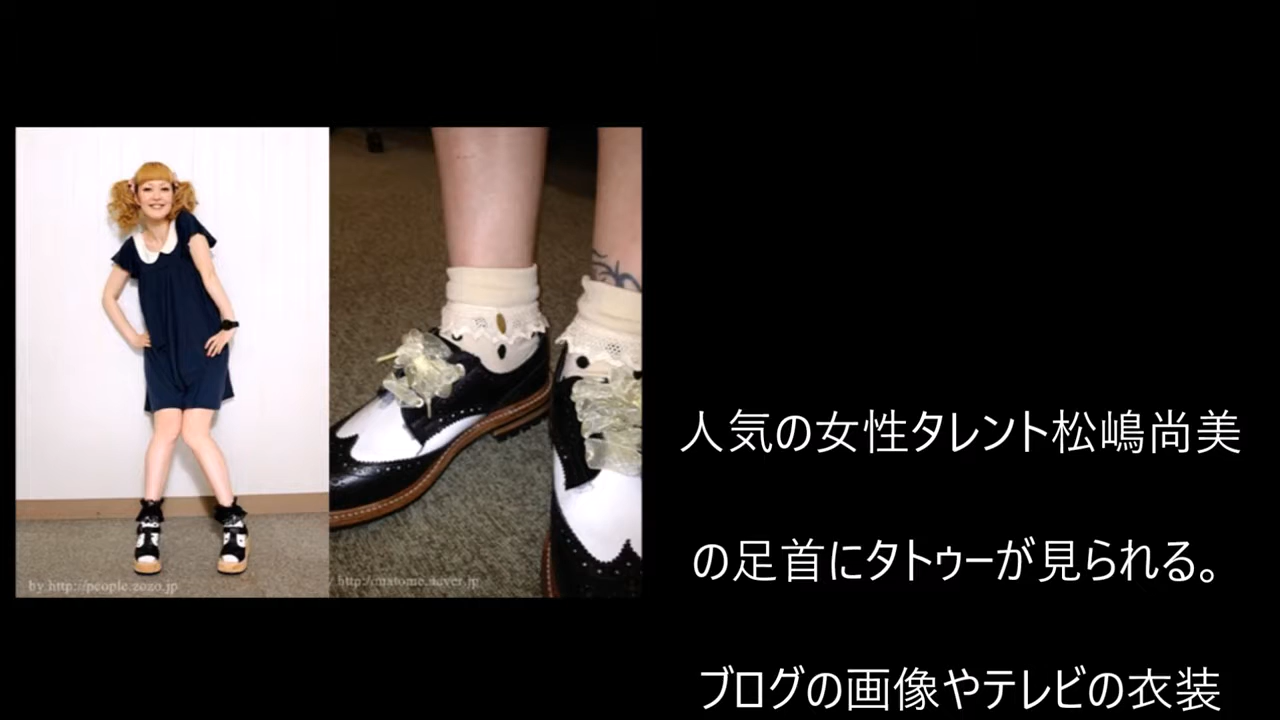 人気の女性タレント松嶋尚美
の足首にタトゥーが見られる。
ブログの画像やテレビの衣装
by http://people.zozo.jp
http://matome.naver.jp